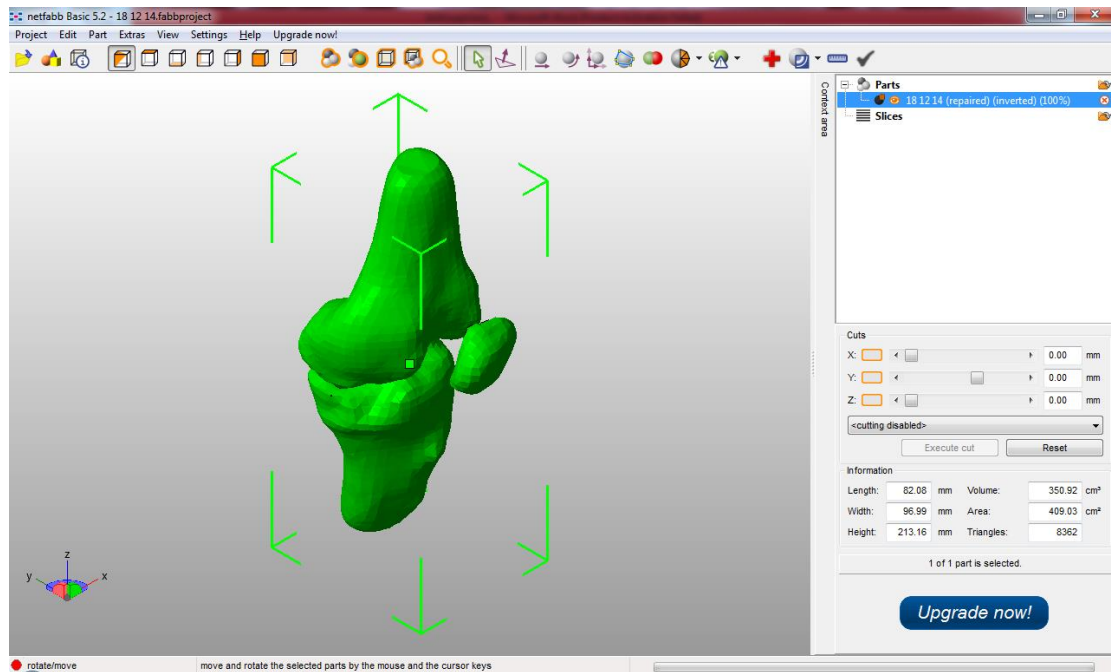 netfabb Basic 5.2 - 18 12 14.fabbproject
Project Edit Part Extras View Settings Help Upgrade now!
Context area
Parts
18 12 14 (repaired) (inverted) (100%)
Slices
Cuts
X: 0.00 mm
Y: 0.00 mm
Z: 0.00 mm
<cutting disabled>
Execute cut Reset
Information
Length: 82.08 mm Volume: 350.92 cm³
Width: 96.99 mm Area: 409.03 cm²
Height: 213.16 mm Triangles: 8362
1 of 1 part is selected.
Upgrade now!
z
y x
rotate/move move and rotate the selected parts by the mouse and the cursor keys